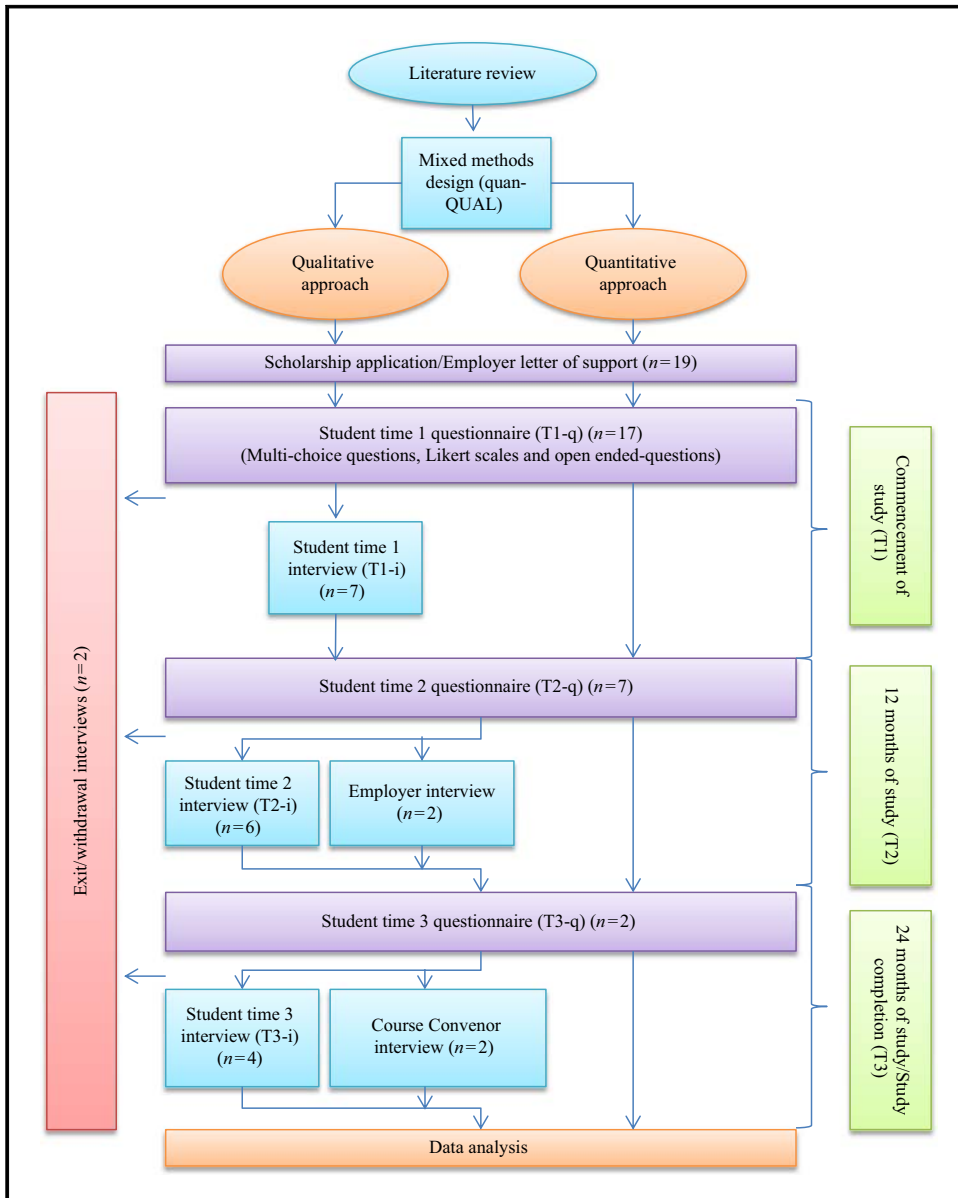 Literature review
Mixed methods
design (quan-
QUAL)
Qualitative
approach
Quantitative
approach
Scholarship application/Employer letter of support (n=19)
Student time 1 questionnaire (T1-q) (n=17)
(Multi-choice questions, Likert scales and open ended-questions)
Student time 1
interview (T1-i)
(n=7)
Commencement of
study (T1)
Student time 2 questionnaire (T2-q) (n=7)
Student time 2
interview (T2-i)
(n=6)
Employer interview
(n=2)
12 months of study (T2)
Exit/withdrawal interviews (n=2)
Student time 3 questionnaire (T3-q) (n=2)
Student time 3
interview (T3-i)
(n=4)
Course Convenor
interview (n=2)
24 months of study/Study
completion (T3)
Data analysis